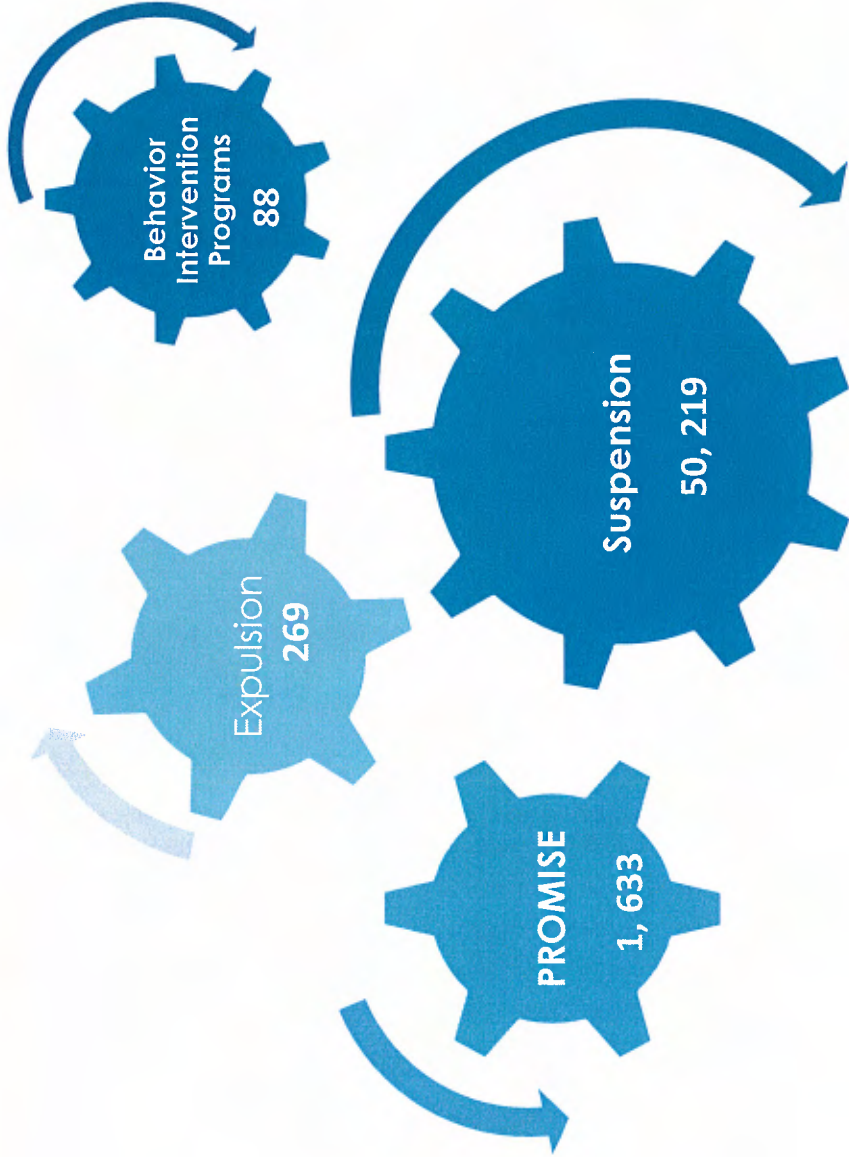 Expulsion
269
Behavior
Intervention
Programs
88
PROMISE
1, 633
Suspension
50, 219